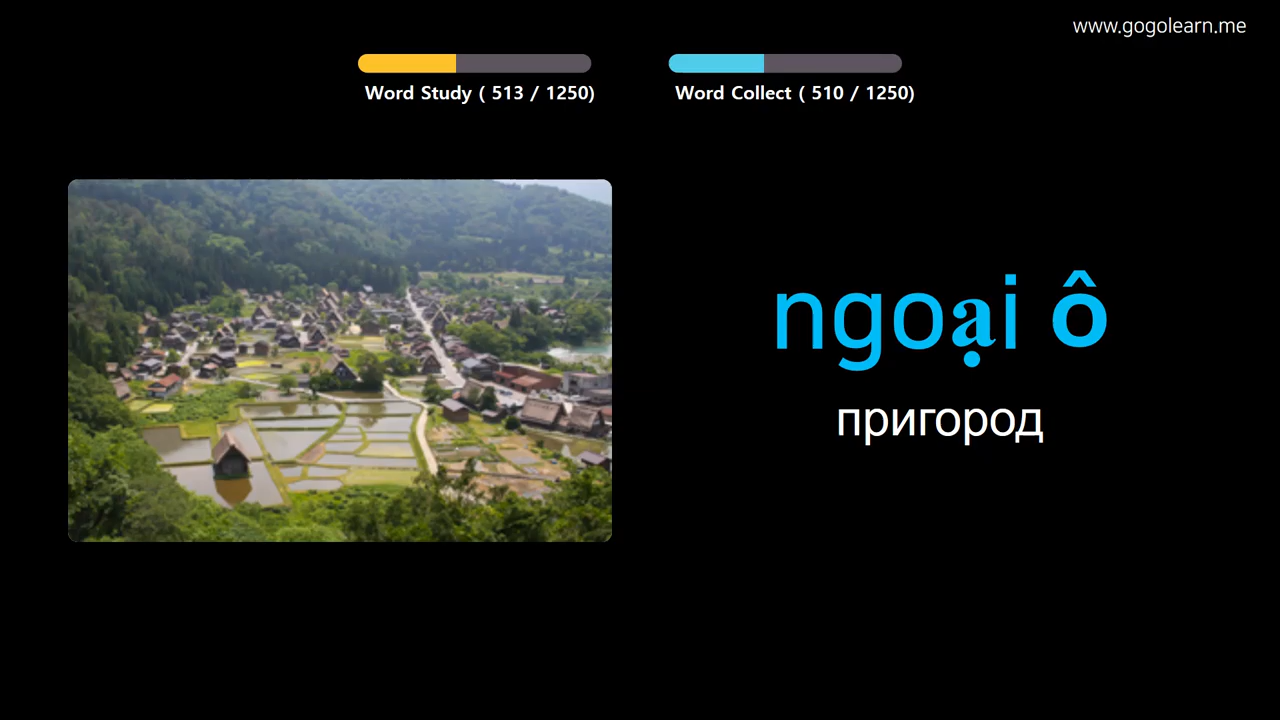 www.gogolearn.me
Word Study ( 513 / 1250)
Word Collect ( 510 / 1250)
ngoại ô
пригород